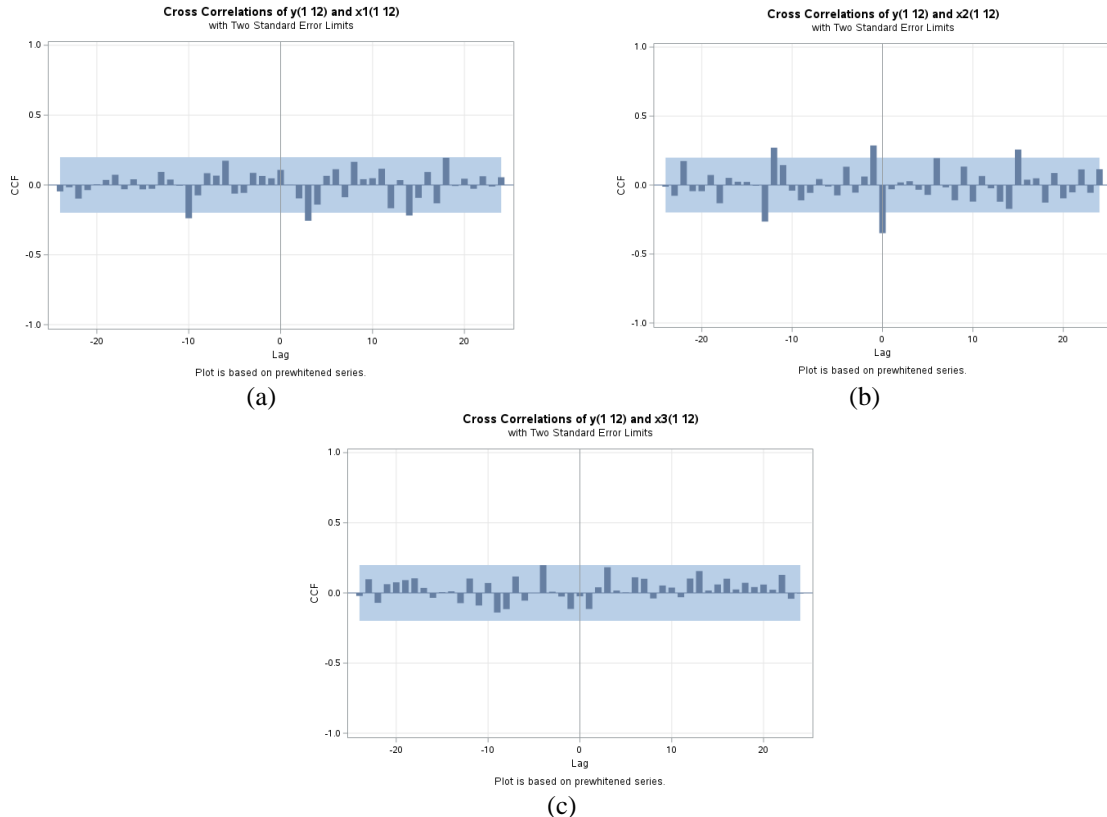 Cross Correlations of y(1 12) and x1(1 12)
with Two Standard Error Limits
1.0
0.5
0.0
-0.5
-1.0
CCF
-20
-10
0
10
20
Lag
Plot is based on prewhitened series.
(a)
Cross Correlations of y(1 12) and x2(1 12)
with Two Standard Error Limits
1.0
0.5
0.0
-0.5
-1.0
CCF
-20
-10
0
10
20
Lag
Plot is based on prewhitened series.
(b)
Cross Correlations of y(1 12) and x3(1 12)
with Two Standard Error Limits
1.0
0.5
0.0
-0.5
-1.0
CCF
-20
-10
0
10
20
Lag
Plot is based on prewhitened series.
(c)